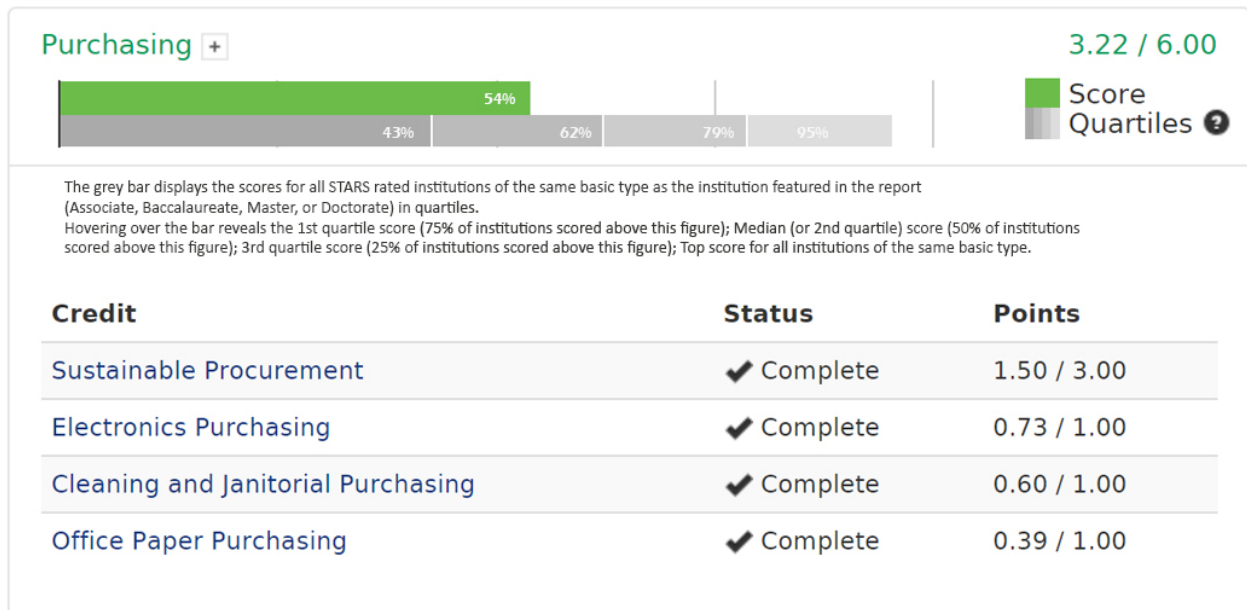 Purchasing +
3.22 / 6.00
54%
43% 62% 79% 95%
Score
Quartiles ?
The grey bar displays the scores for all STARS rated institutions of the same basic type as the institution featured in the report
(Associate, Baccalaureate, Master, or Doctorate) in quartiles.
Hovering over the bar reveals the 1st quartile score (75% of institutions scored above this figure); Median (or 2nd quartile) score (50% of institutions
scored above this figure); 3rd quartile score (25% of institutions scored above this figure); Top score for all institutions of the same basic type.
Credit Status Points
Sustainable Procurement Complete 1.50 / 3.00
Electronics Purchasing Complete 0.73 / 1.00
Cleaning and Janitorial Purchasing Complete 0.60 / 1.00
Office Paper Purchasing Complete 0.39 / 1.00